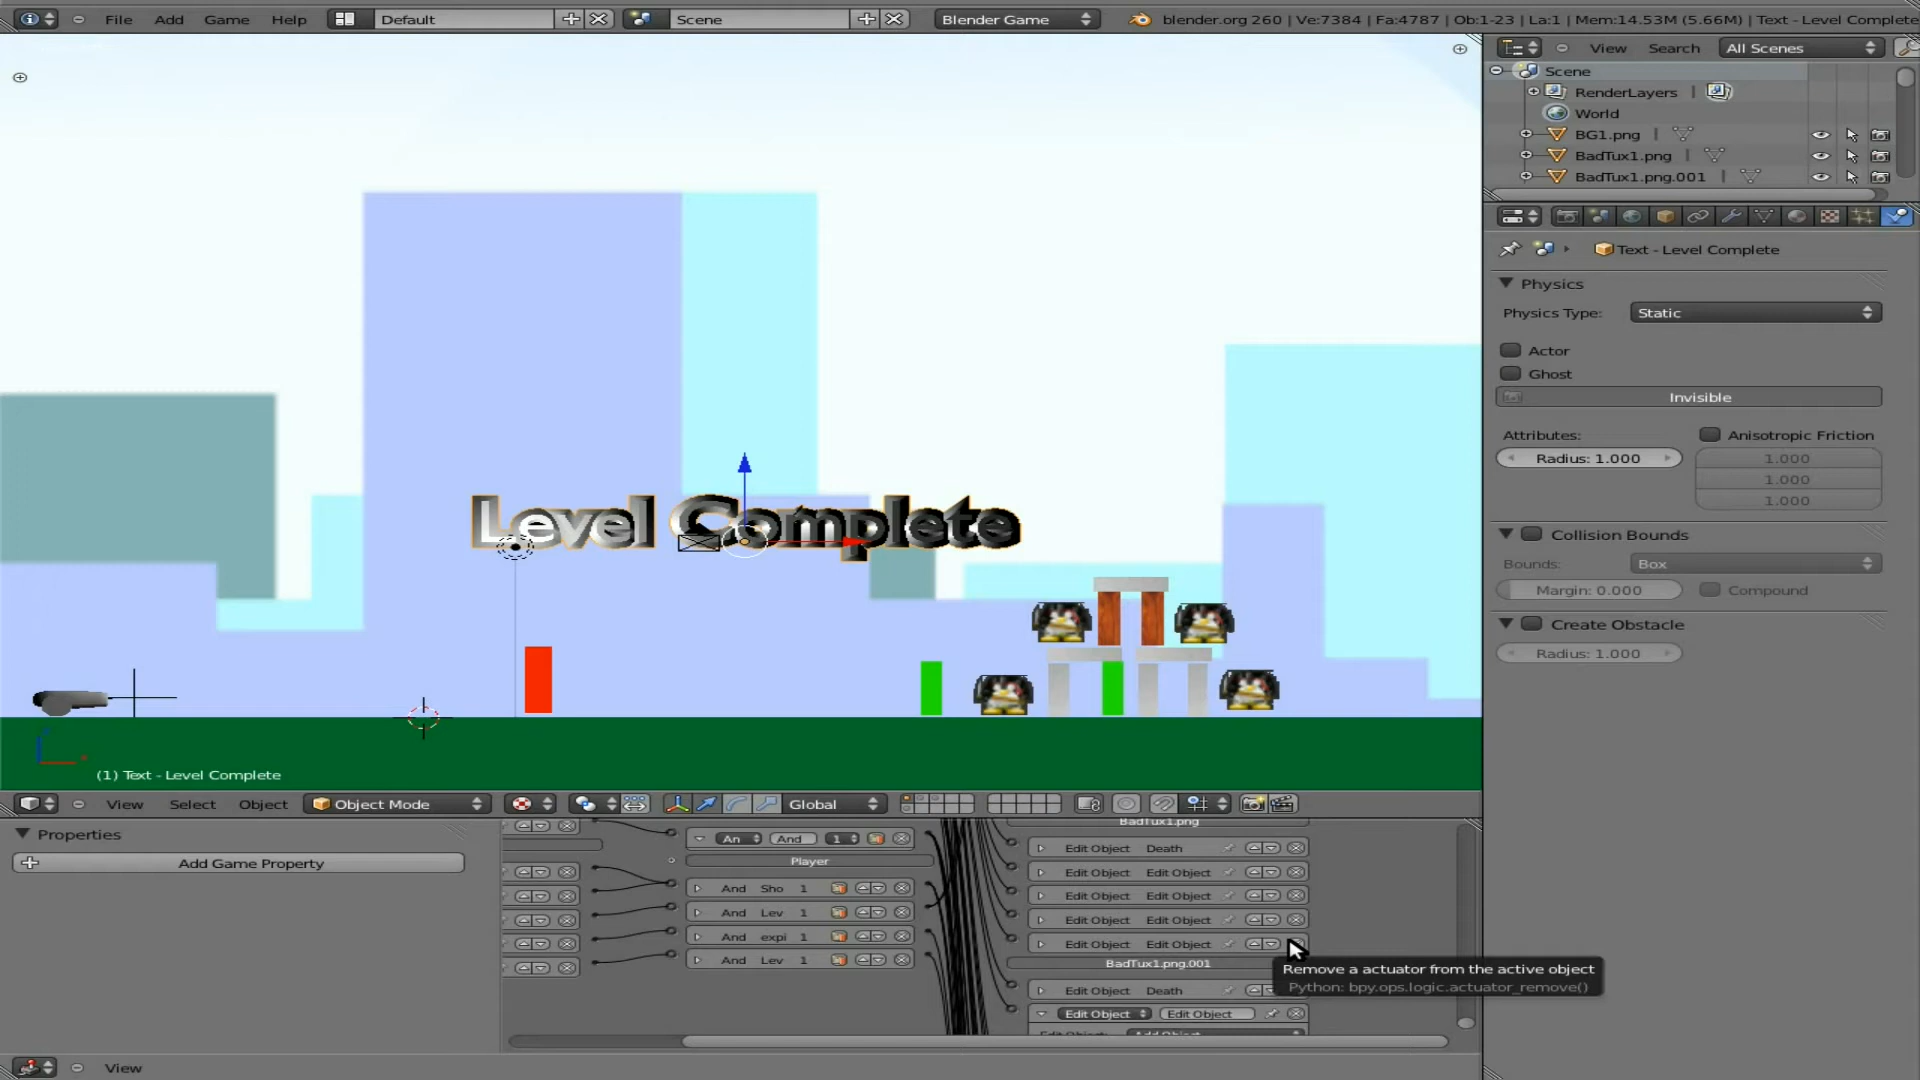 File Add Game Help Default Scene Blender Game blender.org 260 | Ve:7384 | Fa:4787 | Ob:1-23 | La:1 | Mem:14.53M (5.66M) | Text - Level Complete
View Search All Scenes
Scene
RenderLayers
World
BG1.png
BadTux1.png
BadTux1.png.001
Text - Level Complete
Physics
Physics Type: Static
Actor
Ghost
Invisible
Attributes: Anisotropic Friction
Radius: 1.000 1.000
1.000
1.000
Collision Bounds
Bounds: Box
Margin: 0.000 Compound
Create Obstacle
Radius: 1.000
Level Complete
(1) Text - Level Complete
View Select Object Object Mode Global
Properties
Add Game Property
An And 1
Player
And Sho 1
And Lev 1
And expi 1
And Lev 1
BadTux1.png
Edit Object Death
Edit Object Edit Object
Edit Object Edit Object
Edit Object Edit Object
Edit Object Edit Object
BadTux1.png.001
Edit Object Death
Edit Object Edit Object
Remove a actuator from the active object
Python: bpy.ops.logic.actuator_remove()
View